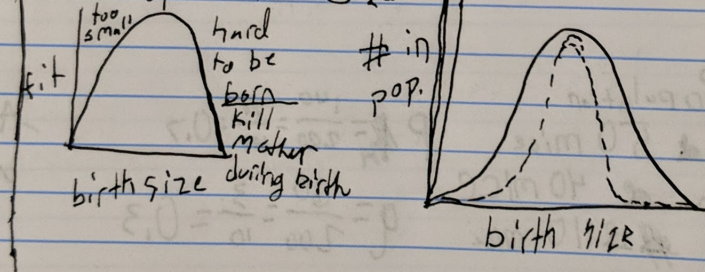 too
small
hard
to be
born
kill
mother
during birth
fit
birth size
# in
pop.
birth size